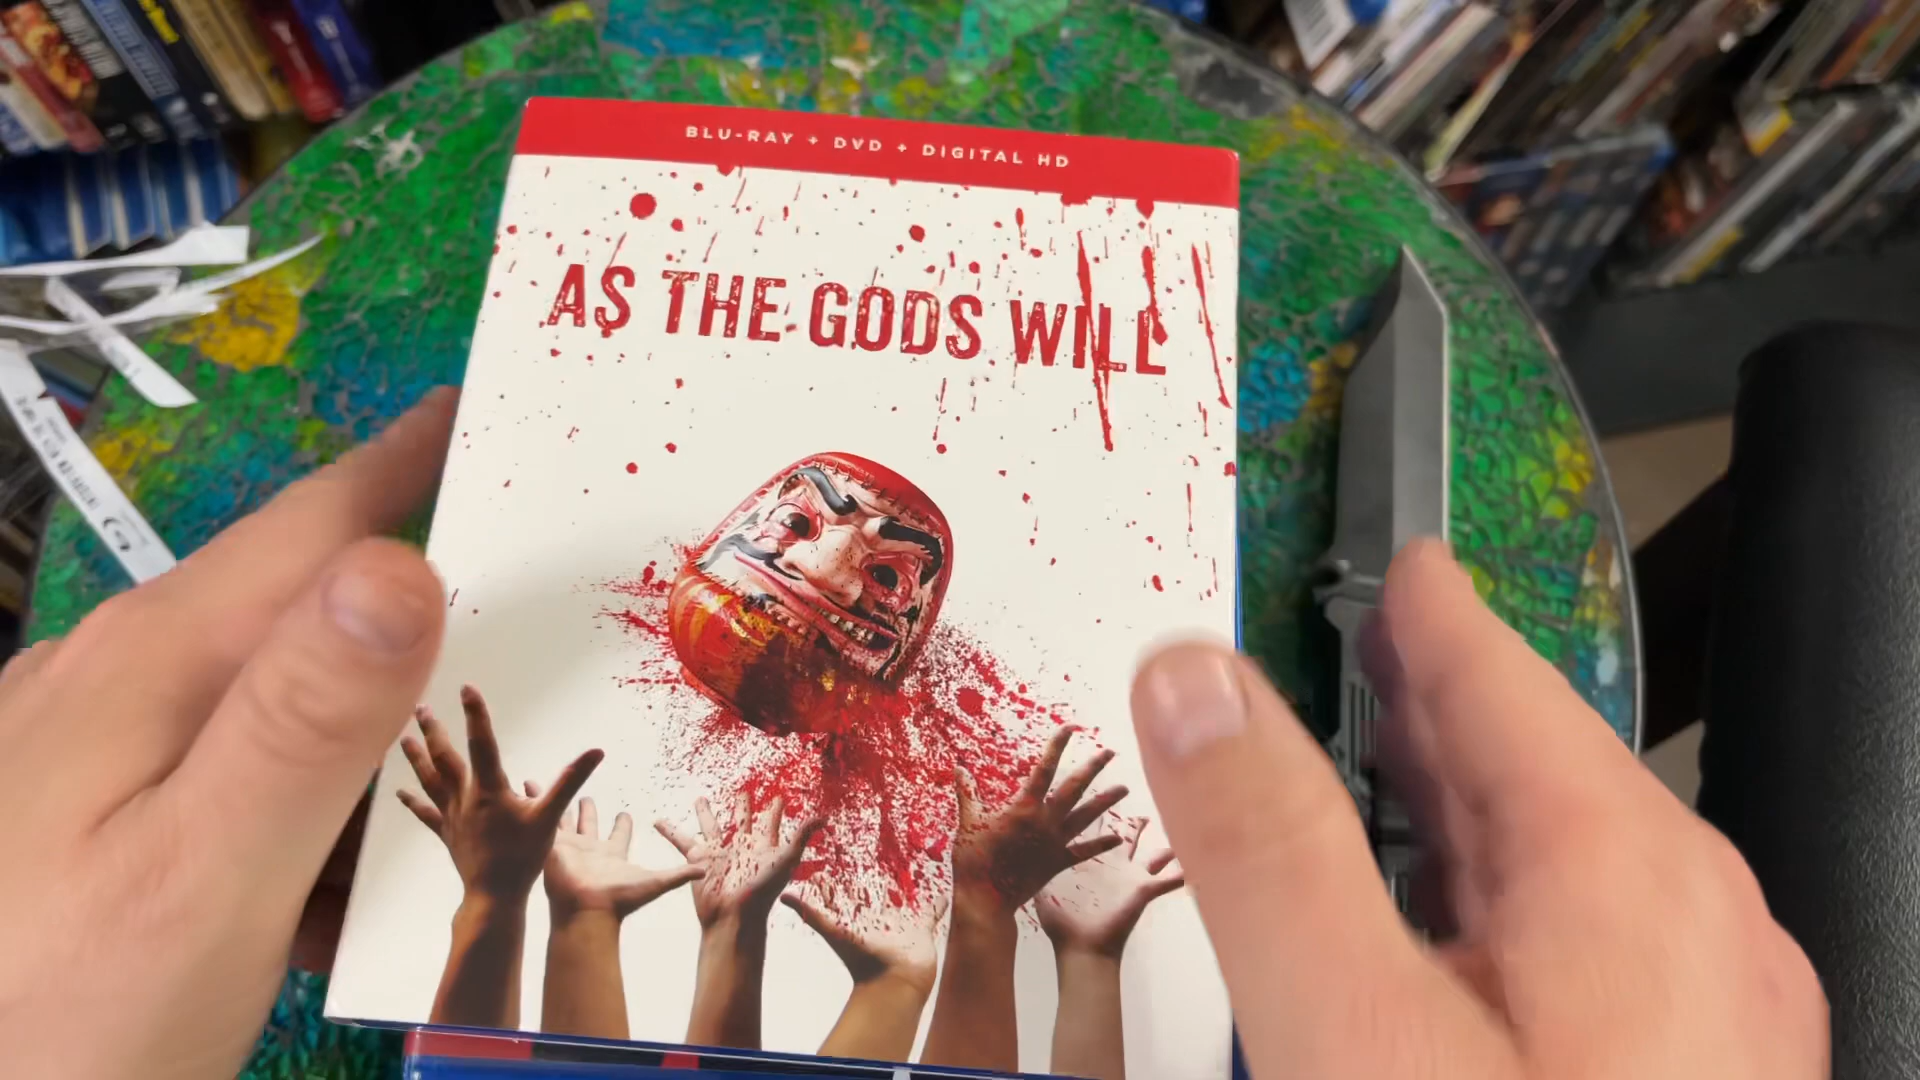 BLU-RAY + DVD + DIGITAL HD
AS THE GODS WILL